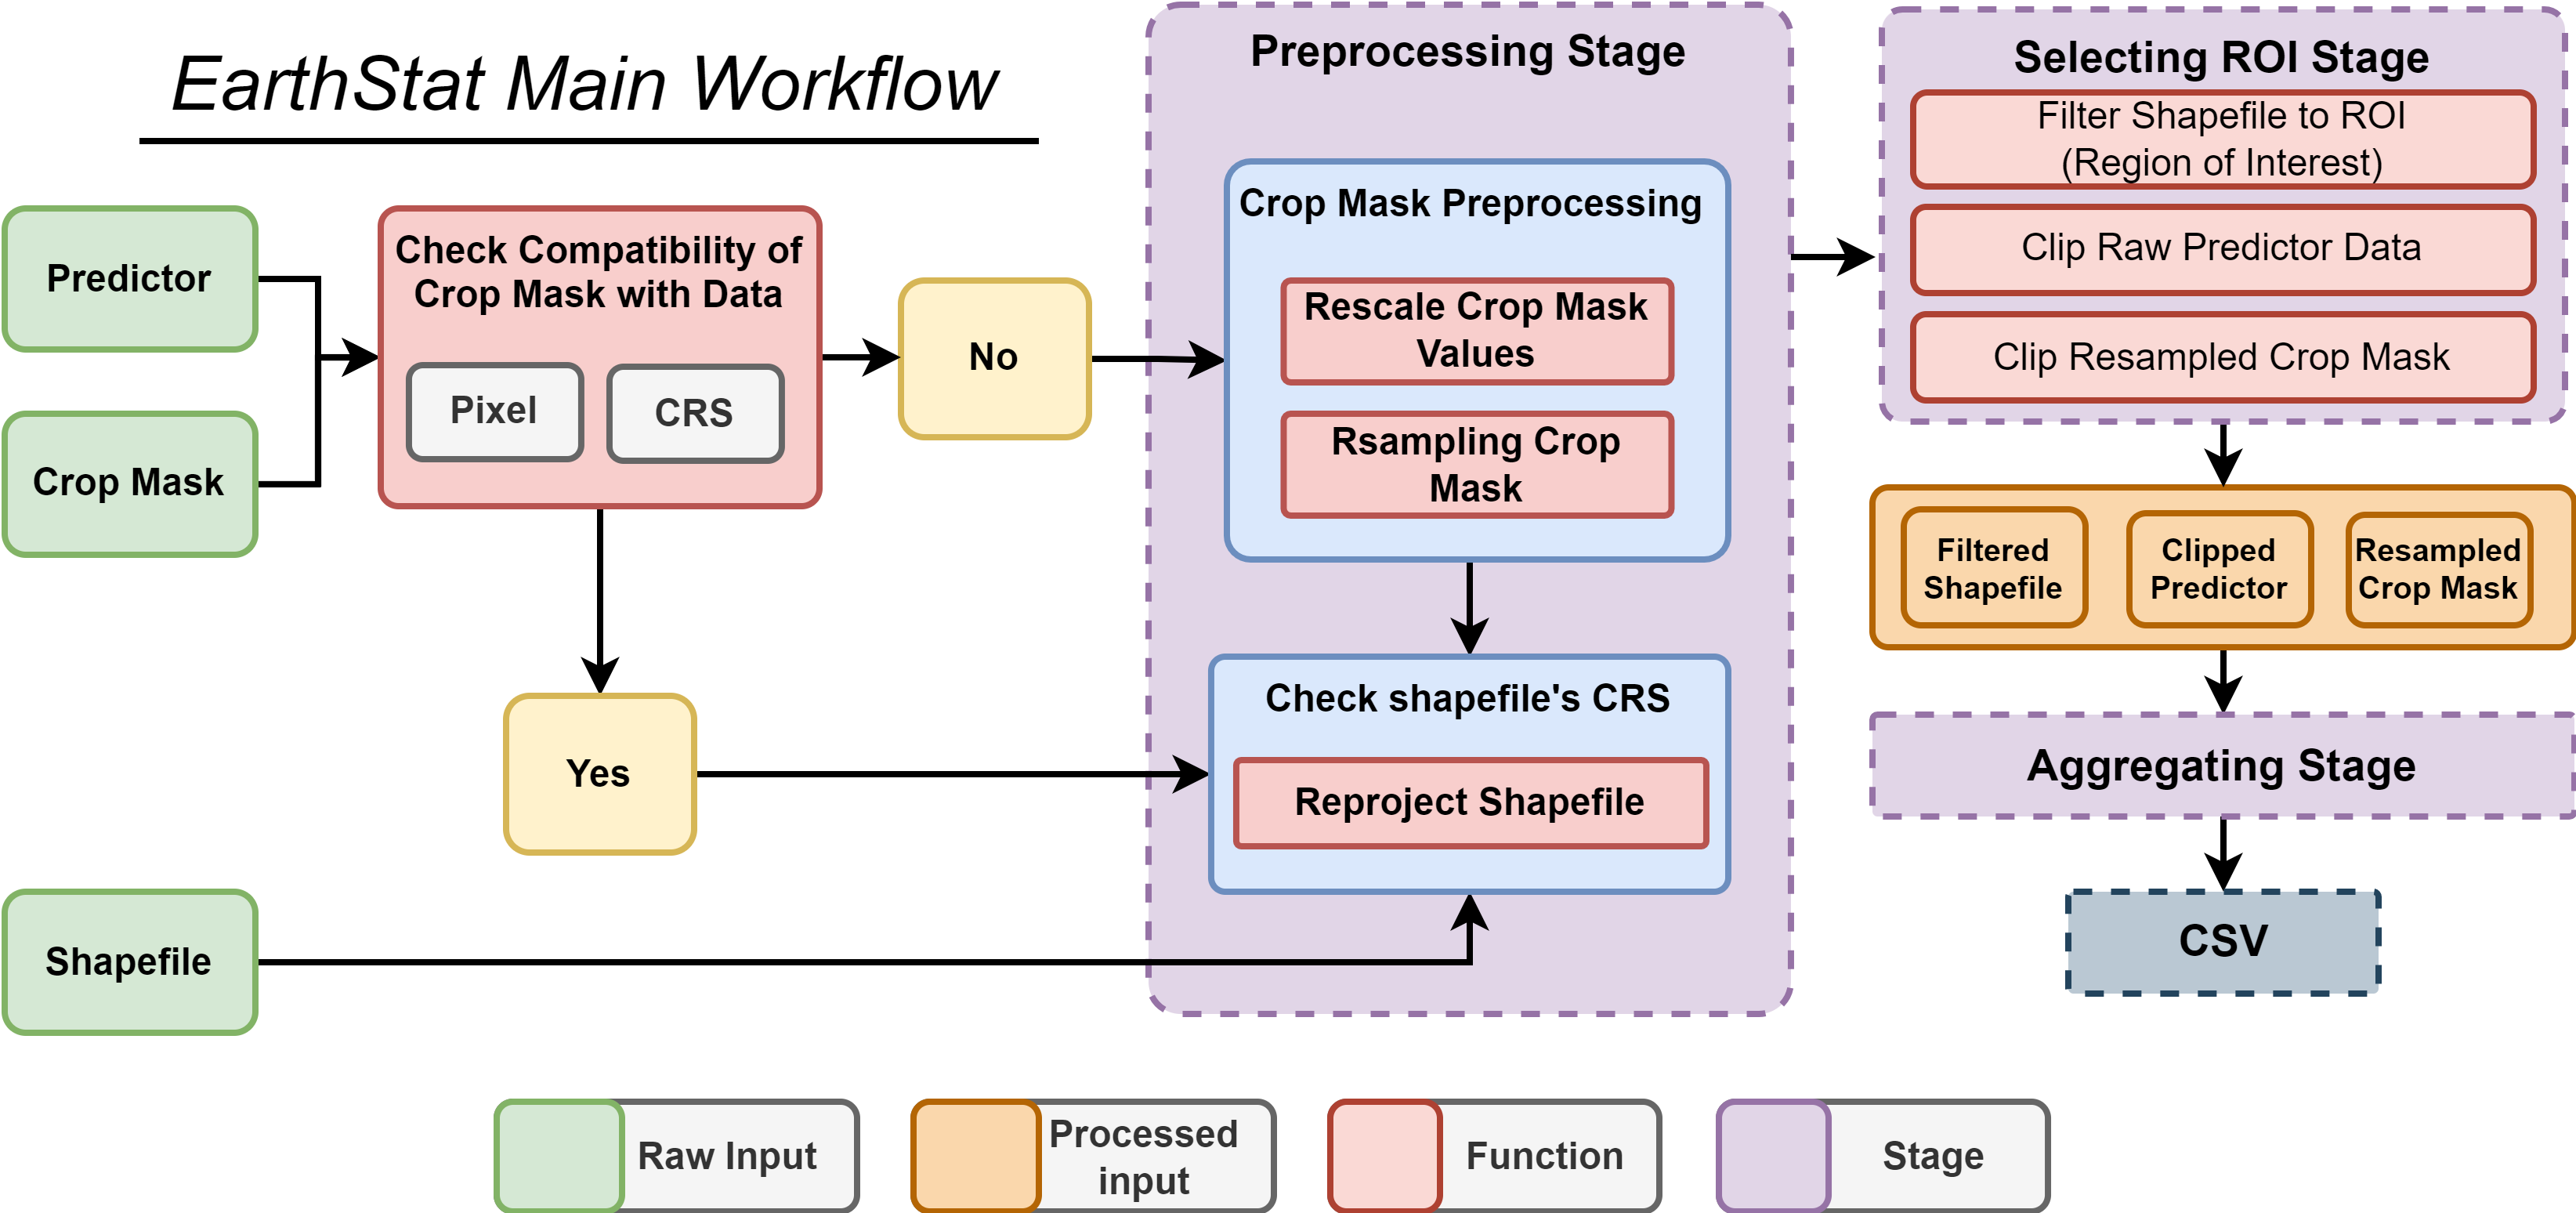 EarthStat Main Workflow
Predictor
Crop Mask
Shapefile
Check Compatibility of
Crop Mask with Data
Pixel
CRS
No
Yes
Preprocessing Stage
Crop Mask Preprocessing
Rescale Crop Mask
Values
Rsampling Crop
Mask
Check shapefile's CRS
Reproject Shapefile
Selecting ROI Stage
Filter Shapefile to ROI
(Region of Interest)
Clip Raw Predictor Data
Clip Resampled Crop Mask
Filtered
Shapefile
Clipped
Predictor
Resampled
Crop Mask
Aggregating Stage
CSV
Raw Input
Processed
input
Function
Stage